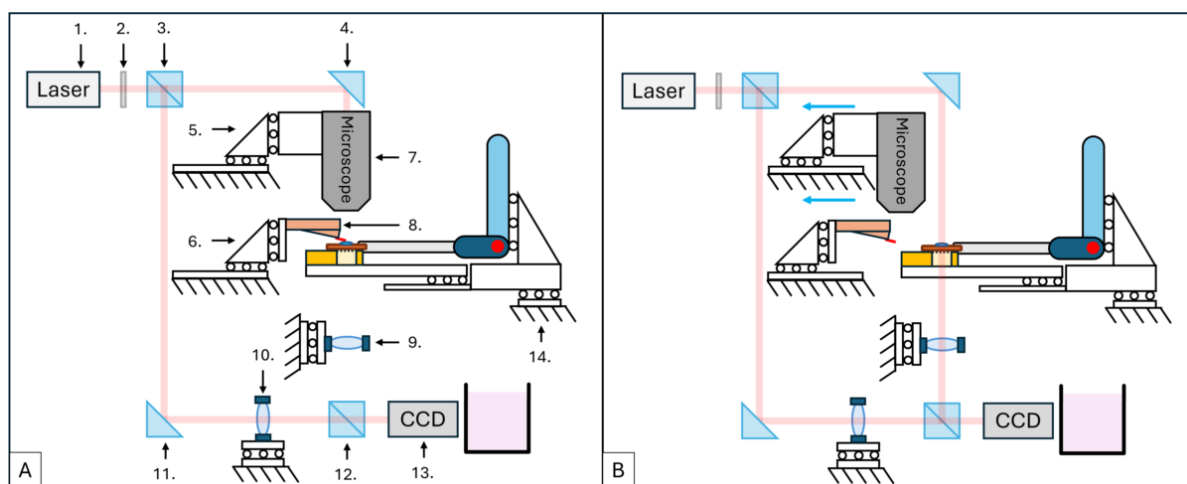 1. 2. 3. 4.
Laser
5.
Microscope
7.
6.
8.
9.
10.
14.
CCD
11. 12. 13.
A
Laser
Microscope
CCD
B